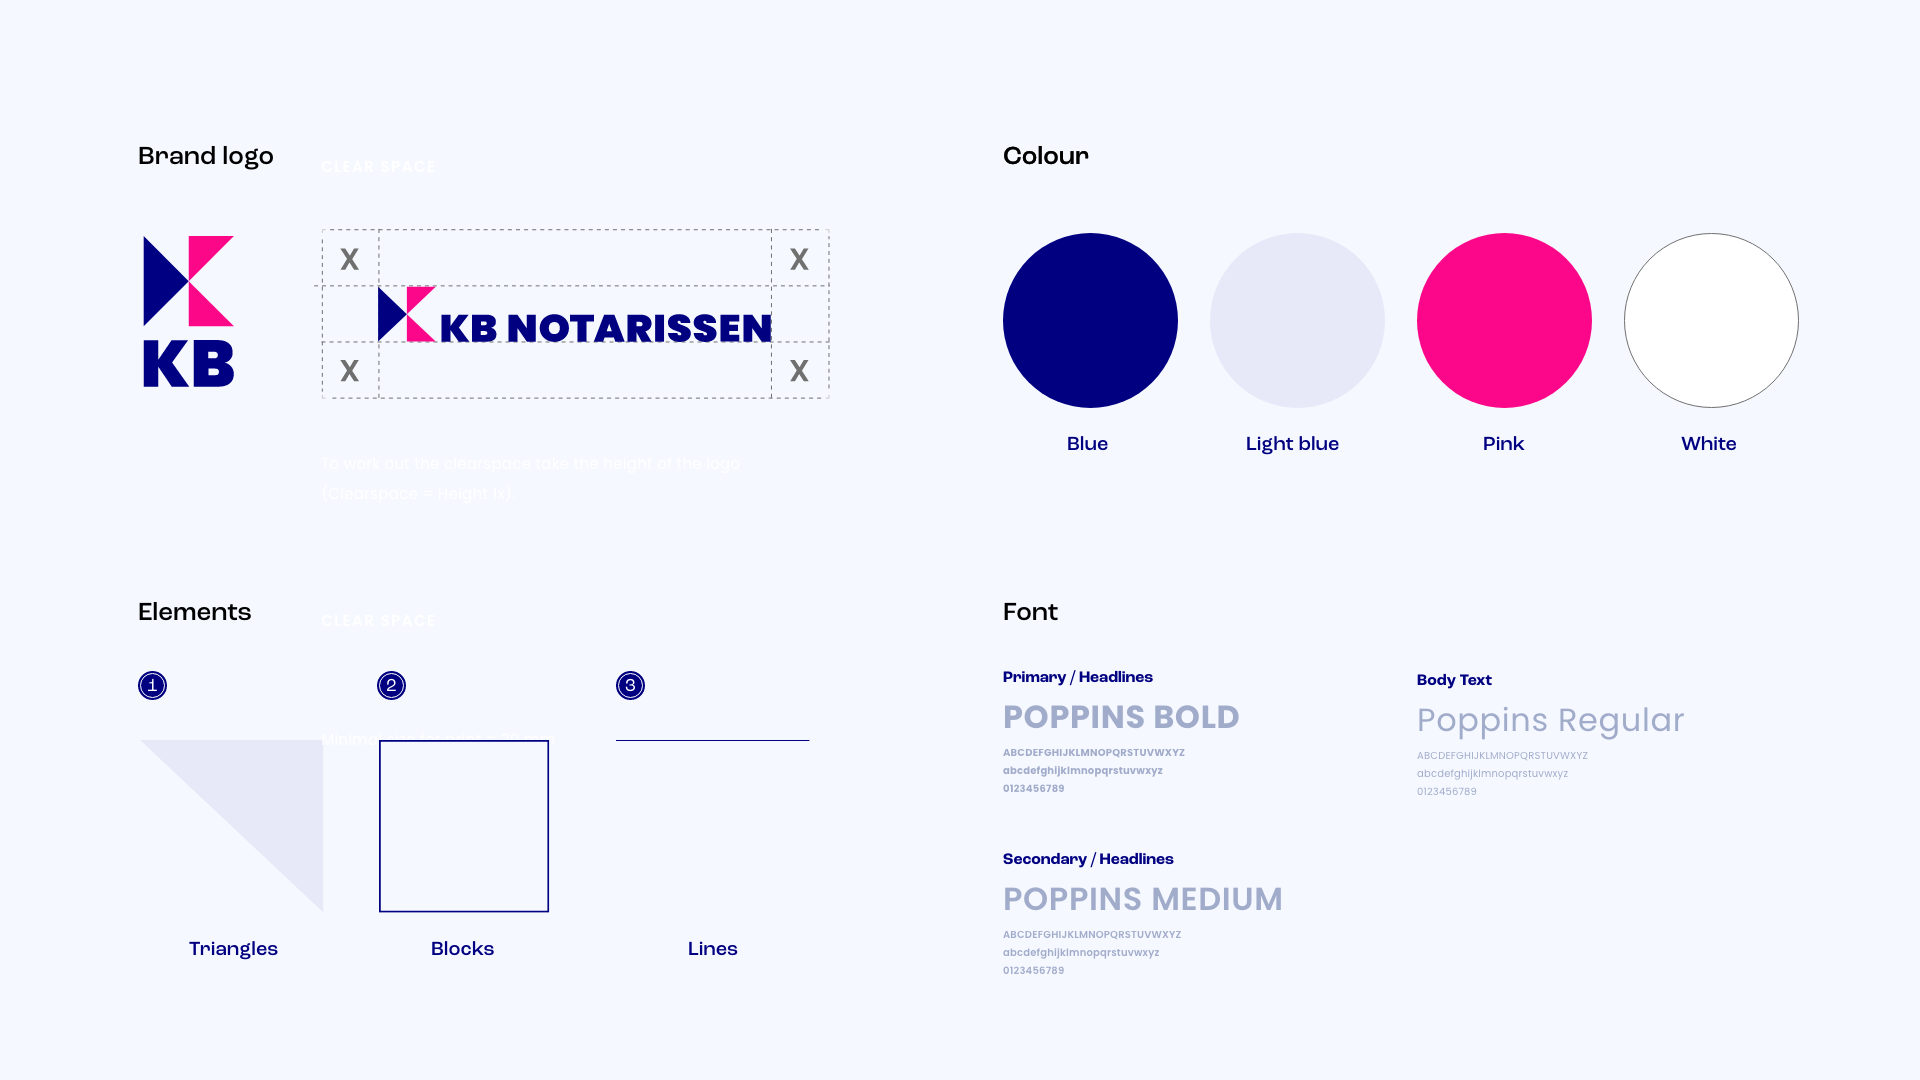 Brand logo
CLEAR SPACE
KB
X
X
KB NOTARISSEN
X
X
To work out the clearspace take the height of the logo
(Clearspace = Height 1x)
Colour
Blue
Light blue
Pink
White
Elements
CLEAR SPACE
1
2
3
Triangles
Blocks
Lines
Font
Primary / Headlines
POPPINS BOLD
ABCDEFGHIJKLMNOPQRSTUVWXYZ
abcdefghijklmnopqrstuvwxyz
0123456789
Body Text
Poppins Regular
ABCDEFGHIJKLMNOPQRSTUVWXYZ
abcdefghijklmnopqrstuvwxyz
0123456789
Secondary / Headlines
POPPINS MEDIUM
ABCDEFGHIJKLMNOPQRSTUVWXYZ
abcdefghijklmnopqrstuvwxyz
0123456789